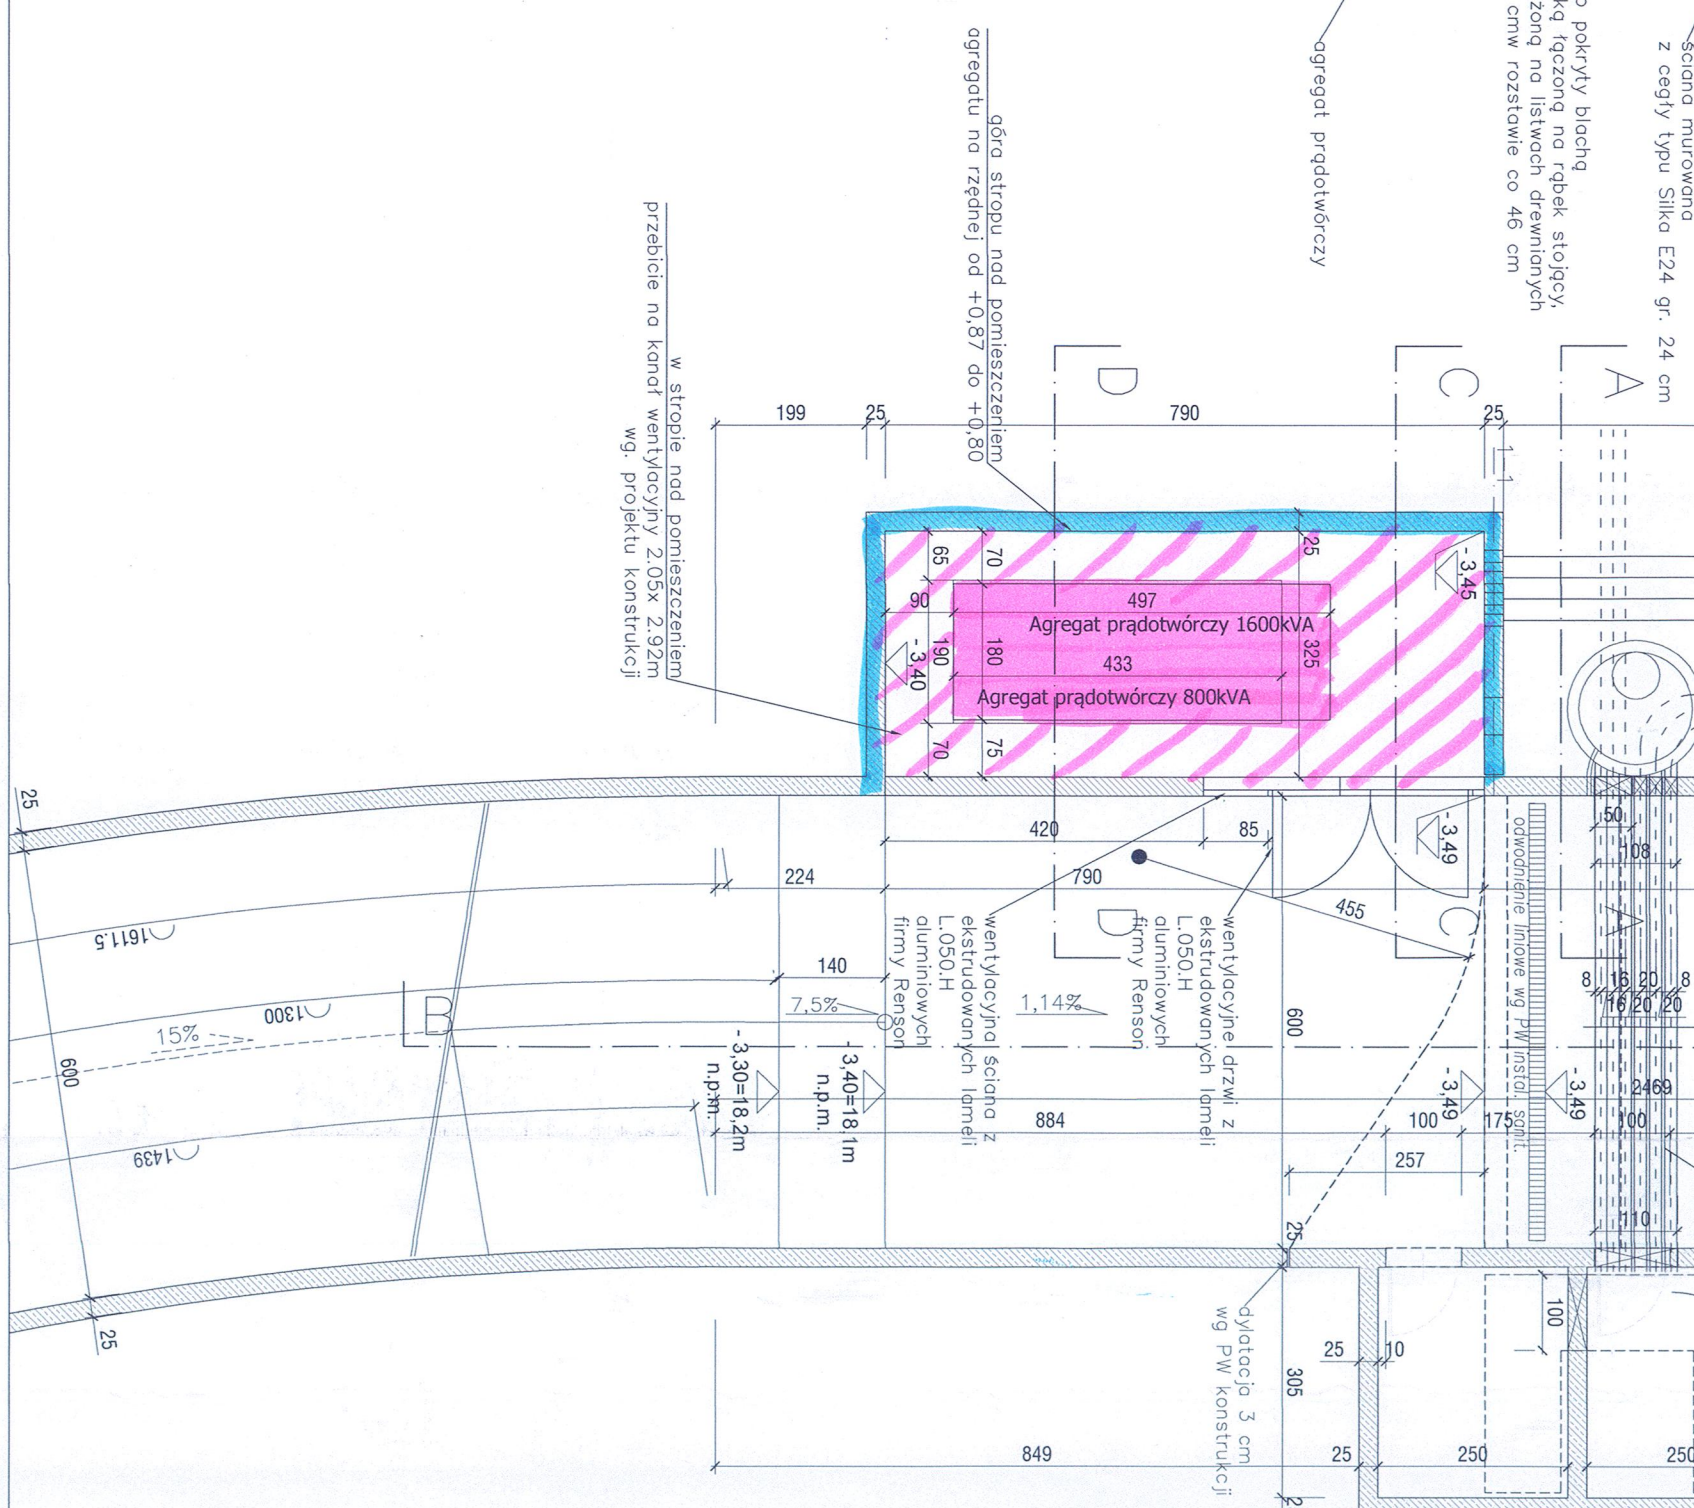 ściana murowana
z cegły typu Silka E24 gr. 24 cm
pokryty blachą
łączoną na rąbek stojący,
na listwach drewnianych
cmw rozstawie co 46 cm
agregat prądotwórczy
góra stropu nad pomieszczeniem
agregatu na rzędnej od +0,87 do +0,80
w stropie nad pomieszczeniem
przebicie na kanał wentylacyjny 2.05x 2.92m
wg. projektu konstrukcji
D
C
A
199
25
790
25
1
1
65
70
25
-3,45
90
497
Agregat prądotwórczy 1600kVA
-3,40
190
180
325
433
Agregat prądotwórczy 800kVA
70
75
25
420
85
-3,49
50
108
224
790
455
D
C
A
1611.5
140
7,5%
1,14%
600
1300
15%
B
600
1439
-3,30=18,2m
n.p.m.
-3,40=18,1m
n.p.m.
wentylacyjna ściana z
ekstrudowanych lameli
L.050.H
aluminiowych
firmy Renson
wentylacyjne drzwi z
ekstrudowanych lameli
L.050.H
aluminiowych
firmy Renson
odwodnienie liniowe wg PW instal. sanit.
8
16
20
8
16
20
20
-3,49
-3,49
2469
884
100
175
100
257
110
25
25
dylatacja 3 cm
wg PW konstrukcji
305
25
10
100
849
25
250
250
2